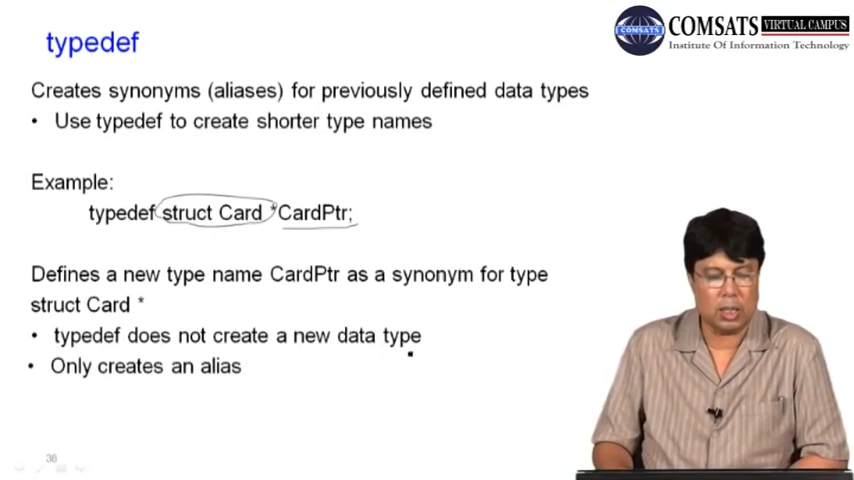 typedef
COMSATS VIRTUAL CAMPUS
COMSATS
Institute Of Information Technology
Creates synonyms (aliases) for previously defined data types
• Use typedef to create shorter type names
Example:
typedef struct Card *CardPtr;
Defines a new type name CardPtr as a synonym for type
struct Card *
• typedef does not create a new data type
• Only creates an alias
36